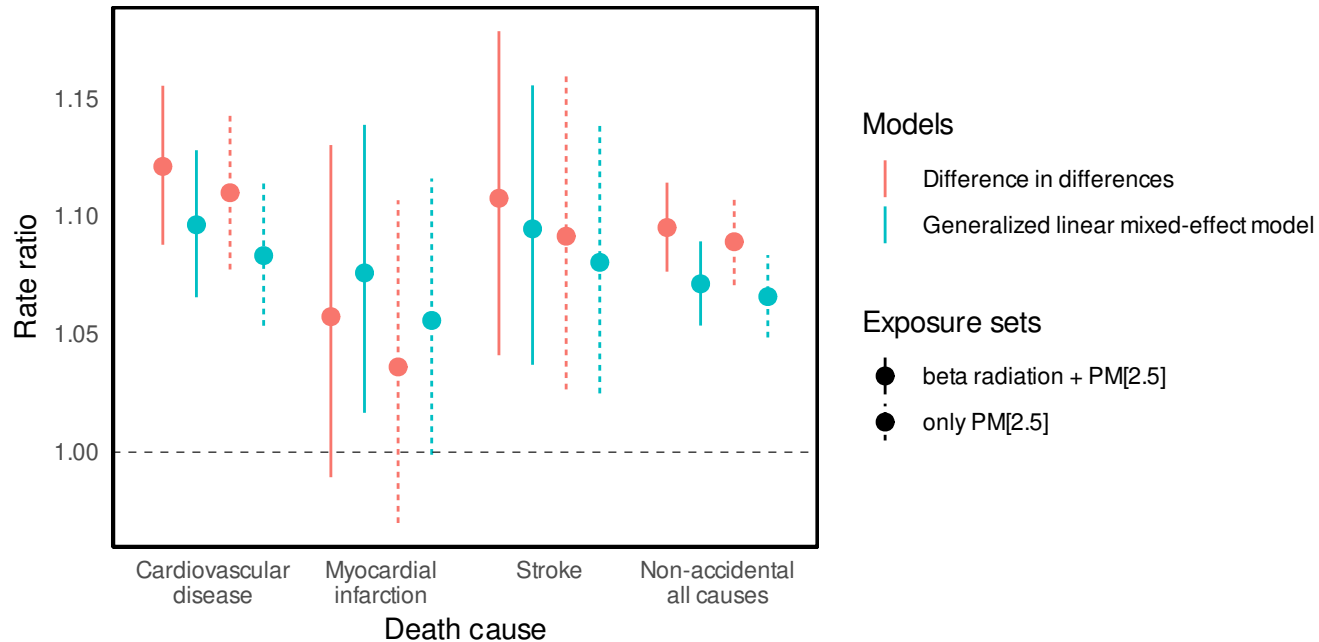 Rate ratio
1.15
1.10
1.05
1.00
Cardiovascular
disease
Myocardial
infarction
Stroke
Non-accidental
all causes
Death cause
Models
Difference in differences
Generalized linear mixed-effect model
Exposure sets
beta radiation + PM[2.5]
only PM[2.5]